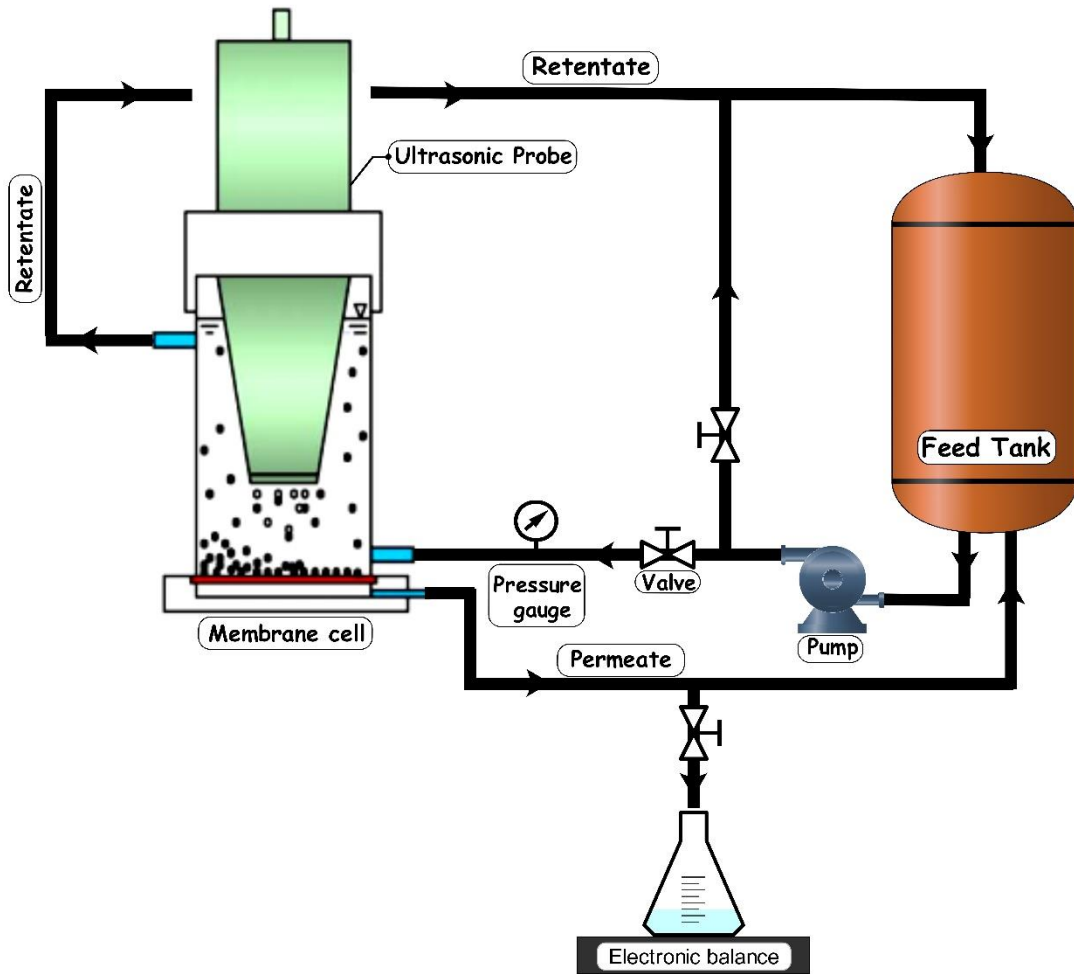 Retentate
Ultrasonic Probe
Retentate
Feed Tank
Pressure
gauge
Valve
Pump
Membrane cell
Permeate
Electronic balance